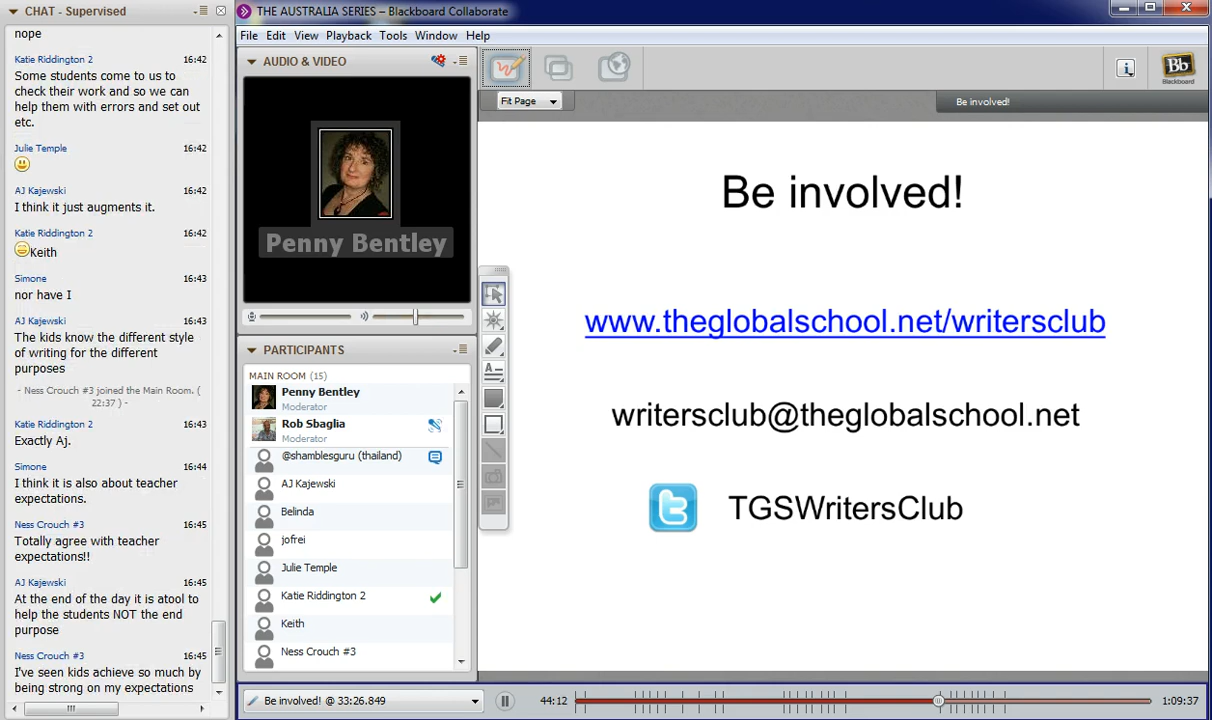 CHAT - Supervised
nope
Katie Riddington 2 16:42
Some students come to us to
check their work and so we can
help them with errors and set out
etc.
Julie Temple 16:42
AJ Kajewski 16:42
I think it just augments it.
Katie Riddington 2 16:42
Keith
Simone 16:43
nor have I
AJ Kajewski 16:43
The kids know the different style
of writing for the different
purposes
- Ness Crouch #3 joined the Main Room. (
22:37 ) -
Katie Riddington 2 16:43
Exactly Aj.
Simone 16:44
I think it is also about teacher
expectations.
Ness Crouch #3 16:45
Totally agree with teacher
expectations!!
AJ Kajewski 16:45
At the end of the day it is atool to
help the students NOT the end
purpose
Ness Crouch #3 16:45
I've seen kids achieve so much by
being strong on my expectations
THE AUSTRALIA SERIES – Blackboard Collaborate
File Edit View Playback Tools Window Help
AUDIO & VIDEO
Penny Bentley
PARTICIPANTS
MAIN ROOM (15)
Penny Bentley
Moderator
Rob Sbaglia
Moderator
@shamblesguru (thailand)
AJ Kajewski
Belinda
jofrei
Julie Temple
Katie Riddington 2
Keith
Ness Crouch #3
Bb
Blackboard
Fit Page
Be involved!
Be involved!
www.theglobalschool.net/writersclub
writersclub@theglobalschool.net
TGSWritersClub
Be involved! @ 33:26.849
44:12
1:09:37